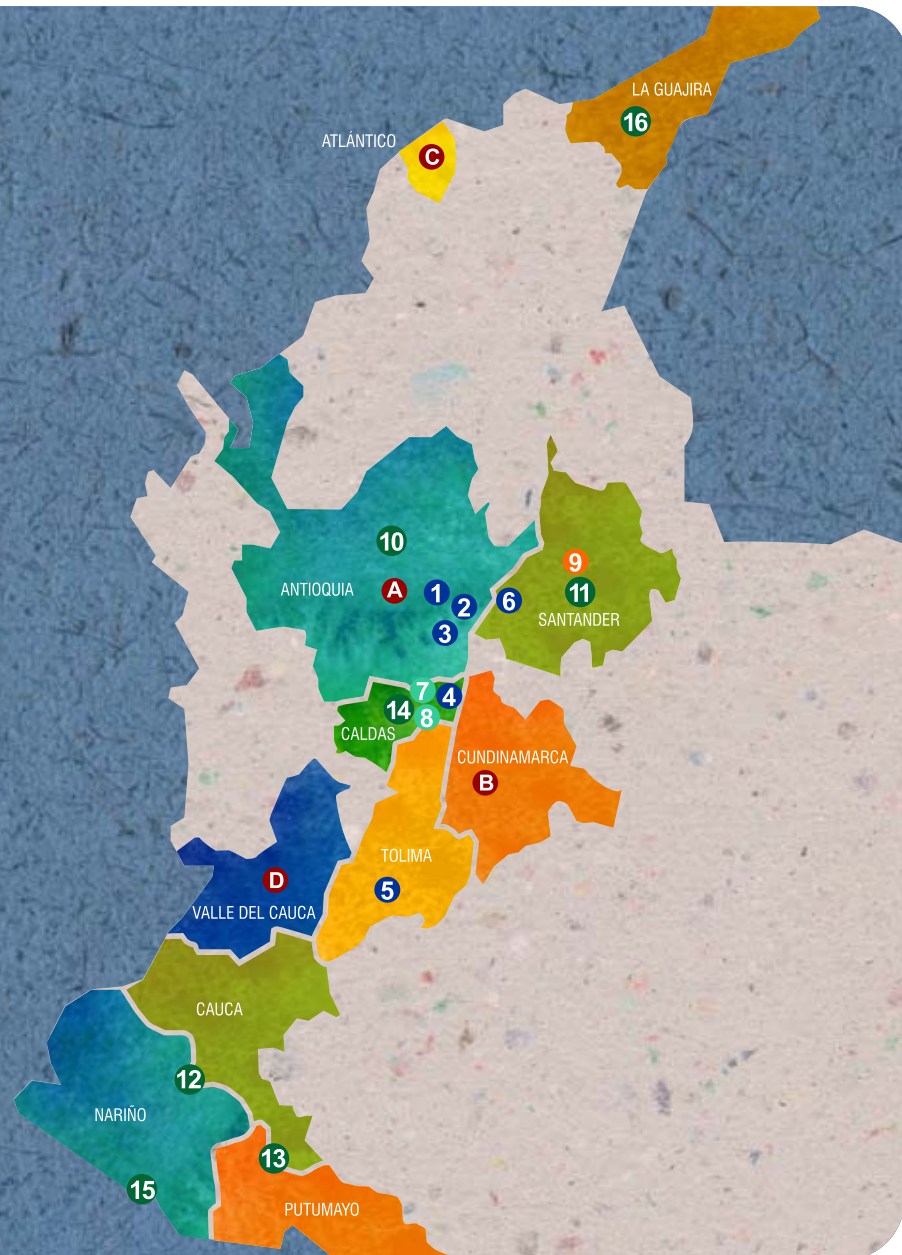 LA GUAJIRA
16
ATLÁNTICO
C
10
9
ANTIOQUIA
A
1
2
6
11
3
SANTANDER
7
4
14
8
CALDAS
CUNDINAMARCA
B
TOLIMA
5
D
VALLE DEL CAUCA
CAUCA
12
NARIÑO
13
15
PUTUMAYO